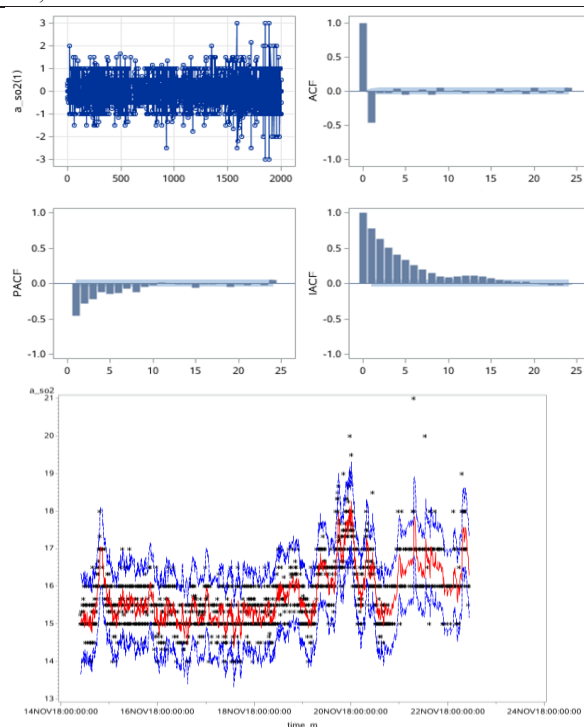 3
2
1
0
-1
-2
-3
a_so2(1)
0 500 1000 1500 2000
1.0
0.5
0.0
-0.5
-1.0
ACF
0 5 10 15 20 25
1.0
0.5
0.0
-0.5
-1.0
PACF
0 5 10 15 20 25
1.0
0.5
0.0
-0.5
-1.0
IACF
0 5 10 15 20 25
a_so2
21
20
19
18
17
16
15
14
13
14NOV18:00:00:00 16NOV18:00:00:00 18NOV18:00:00:00 20NOV18:00:00:00 22NOV18:00:00:00 24NOV18:00:00:00
time_m